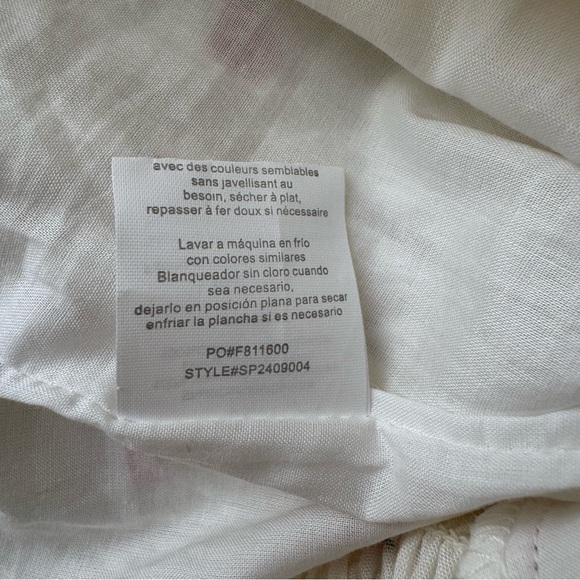 avec des couleurs semblables
sans javellisant au
besoin, sécher à plat,
repasser à fer doux si nécessaire
Lavar a máquina en frío
con colores similares
Blanqueador sin cloro cuando
sea necesario,
dejarlo en posición plana para secar
enfriar la plancha si es necesario
PO#F811600
STYLE#SP2409004